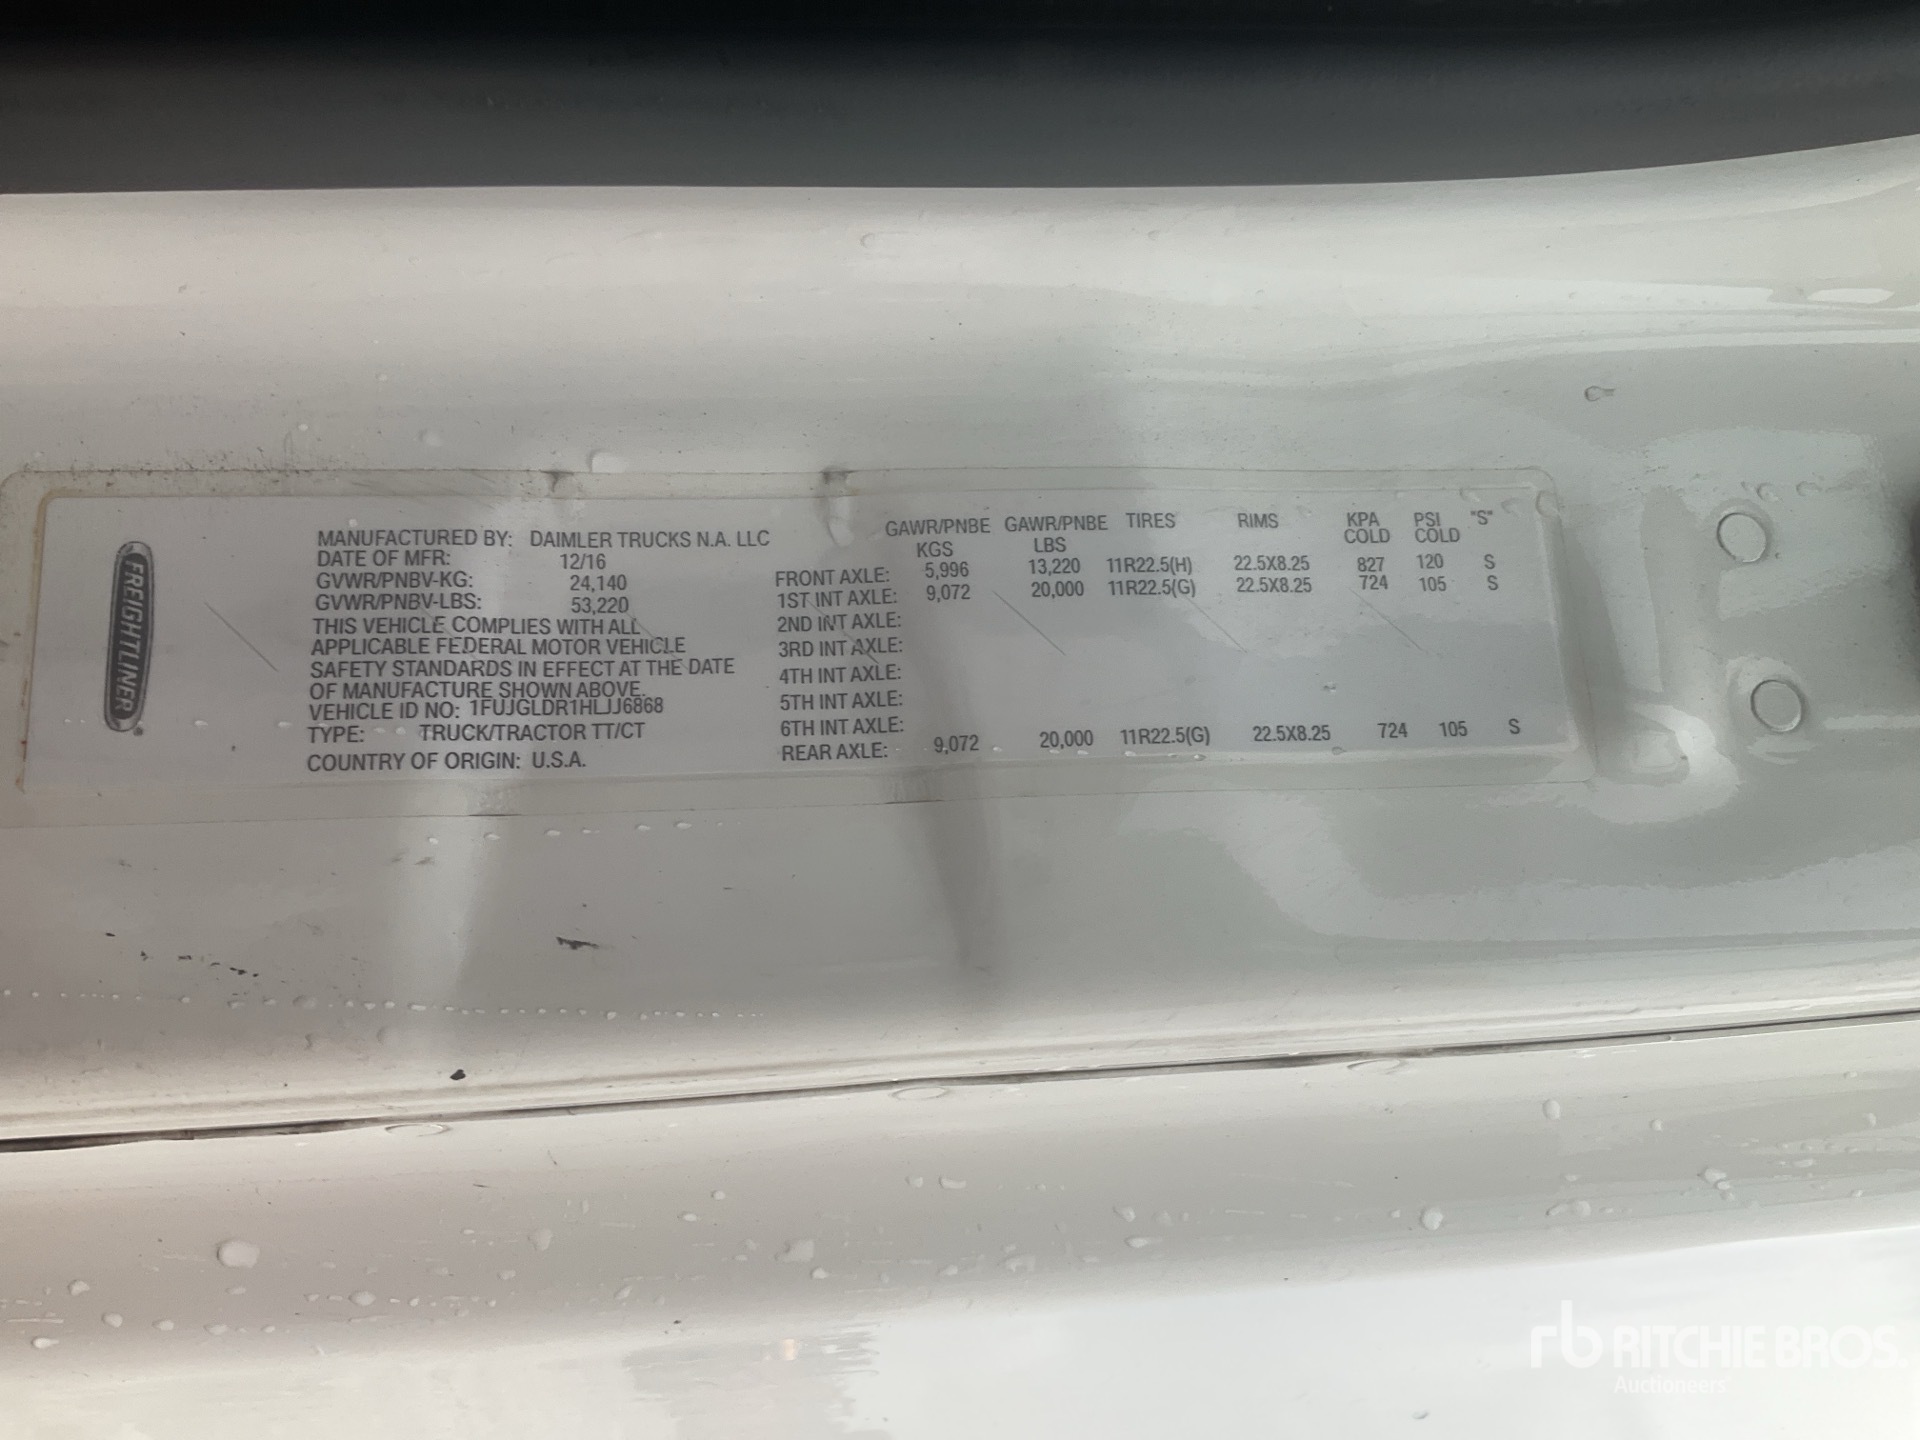 FREIGHTLINER
MANUFACTURED BY: DAIMLER TRUCKS N.A. LLC
DATE OF MFR: 12/16
GVWR/PNBV-KG: 24,140
GVWR/PNBV-LBS: 53,220
THIS VEHICLE COMPLIES WITH ALL
APPLICABLE FEDERAL MOTOR VEHICLE
SAFETY STANDARDS IN EFFECT AT THE DATE
OF MANUFACTURE SHOWN ABOVE.
VEHICLE ID NO: 1FUJGLDR1HLJJ6868
TYPE: TRUCK/TRACTOR TT/CT
COUNTRY OF ORIGIN: U.S.A.
GAWR/PNBE GAWR/PNBE TIRES RIMS KPA PSI "S"
KGS LBS COLD COLD
FRONT AXLE: 5,996 13,220 11R22.5(H) 22.5X8.25 827 120 S
1ST INT AXLE: 9,072 20,000 11R22.5(G) 22.5X8.25 724 105 S
2ND INT AXLE:
3RD INT AXLE:
4TH INT AXLE:
5TH INT AXLE:
6TH INT AXLE:
REAR AXLE: 9,072 20,000 11R22.5(G) 22.5X8.25 724 105 S
rb RITCHIE BROS.
Auctioneers